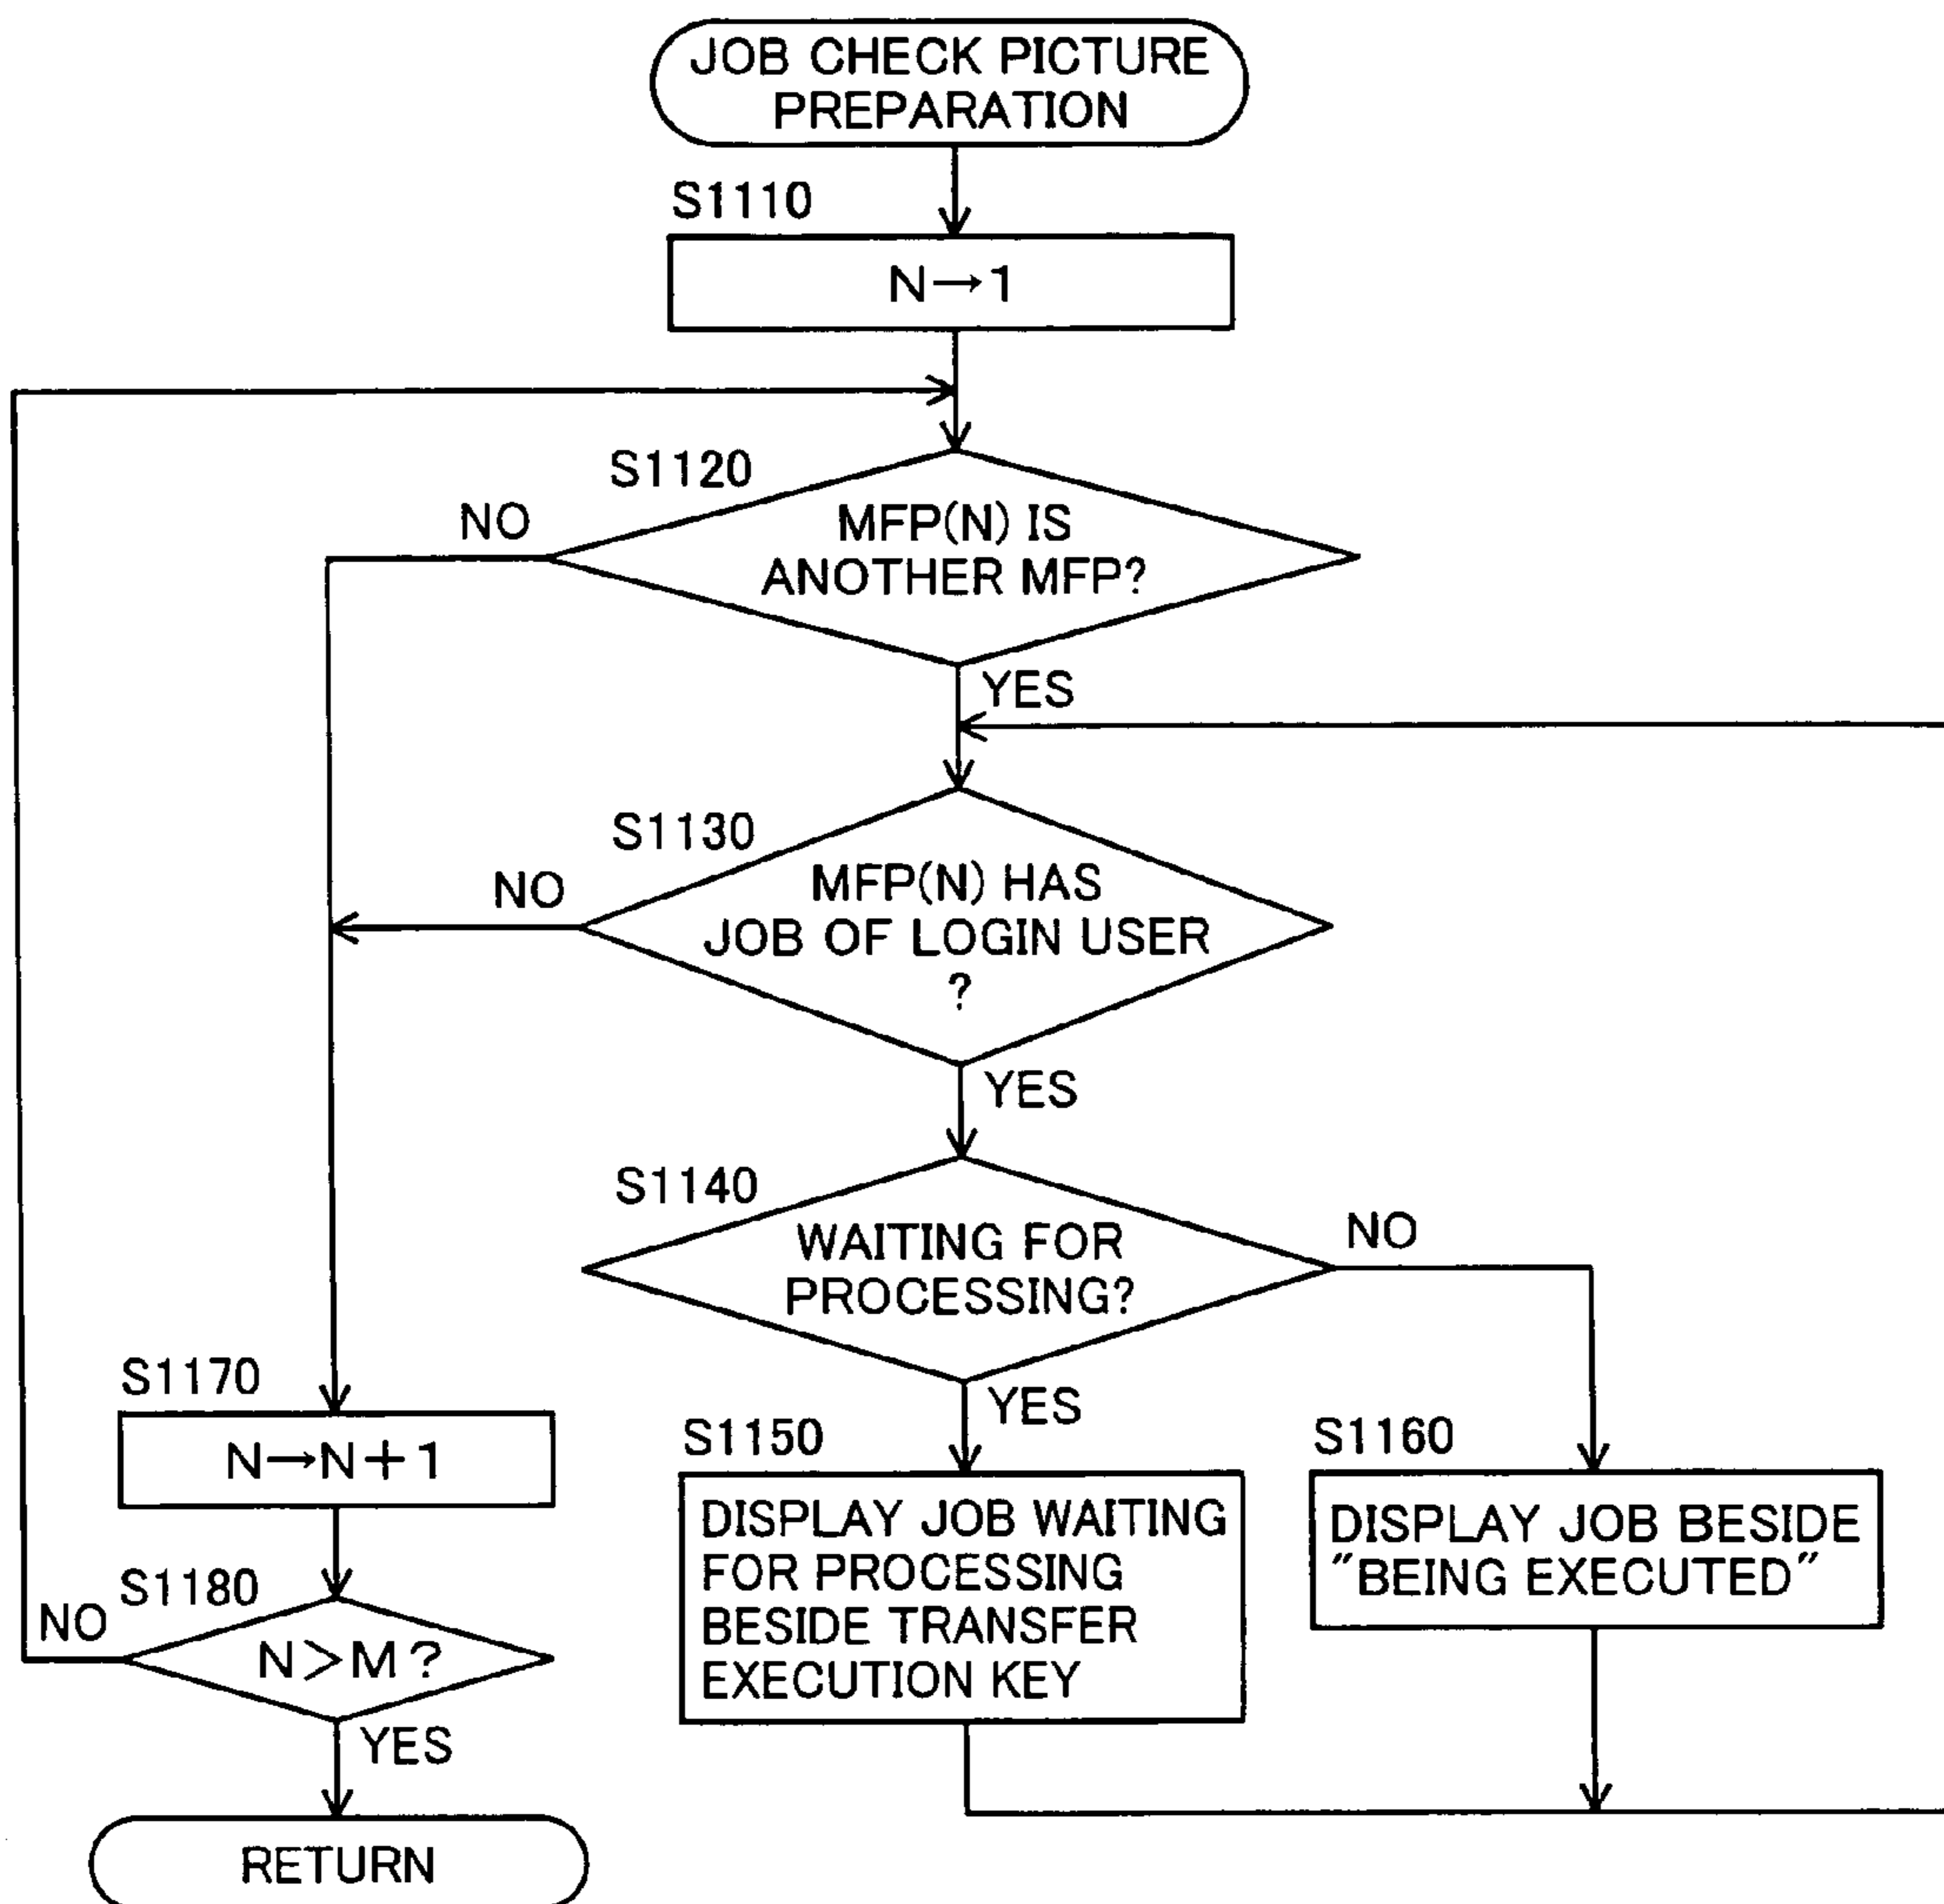 JOB CHECK PICTURE
PREPARATION
S1110
N→1
S1120
NO
MFP(N) IS
ANOTHER MFP?
YES
S1130
NO
MFP(N) HAS
JOB OF LOGIN USER
?
YES
S1140
WAITING FOR
PROCESSING?
NO
YES
S1150
DISPLAY JOB WAITING
FOR PROCESSING
BESIDE TRANSFER
EXECUTION KEY
S1160
DISPLAY JOB BESIDE
"BEING EXECUTED"
S1170
N→N+1
S1180
NO
N>M?
YES
RETURN